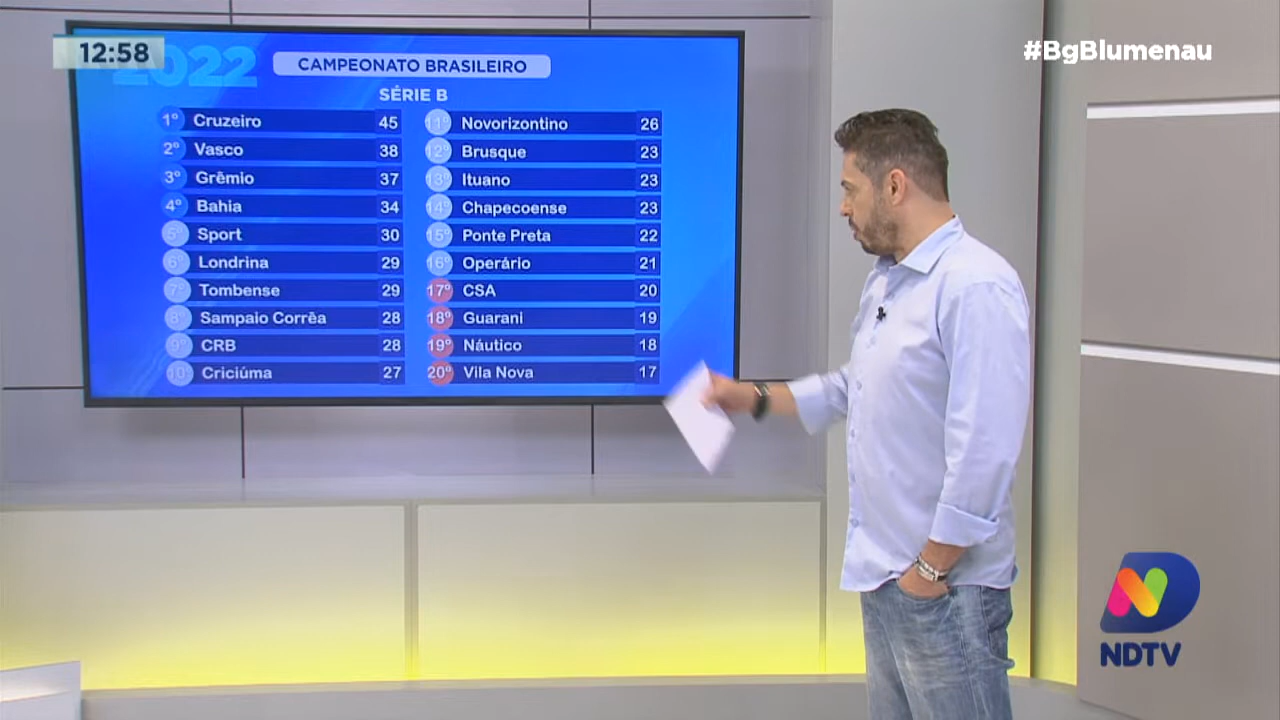 12:58
#BgBlumenau
2022
CAMPEONATO BRASILEIRO
SÉRIE B
1º Cruzeiro 45
2º Vasco 38
3º Grêmio 37
4º Bahia 34
5º Sport 30
6º Londrina 29
7º Tombense 29
8º Sampaio Corrêa 28
9º CRB 28
10º Criciúma 27
11º Novorizontino 26
12º Brusque 23
13º Ituano 23
14º Chapecoense 23
15º Ponte Preta 22
16º Operário 21
17º CSA 20
18º Guarani 19
19º Náutico 18
20º Vila Nova 17
N
NDTV